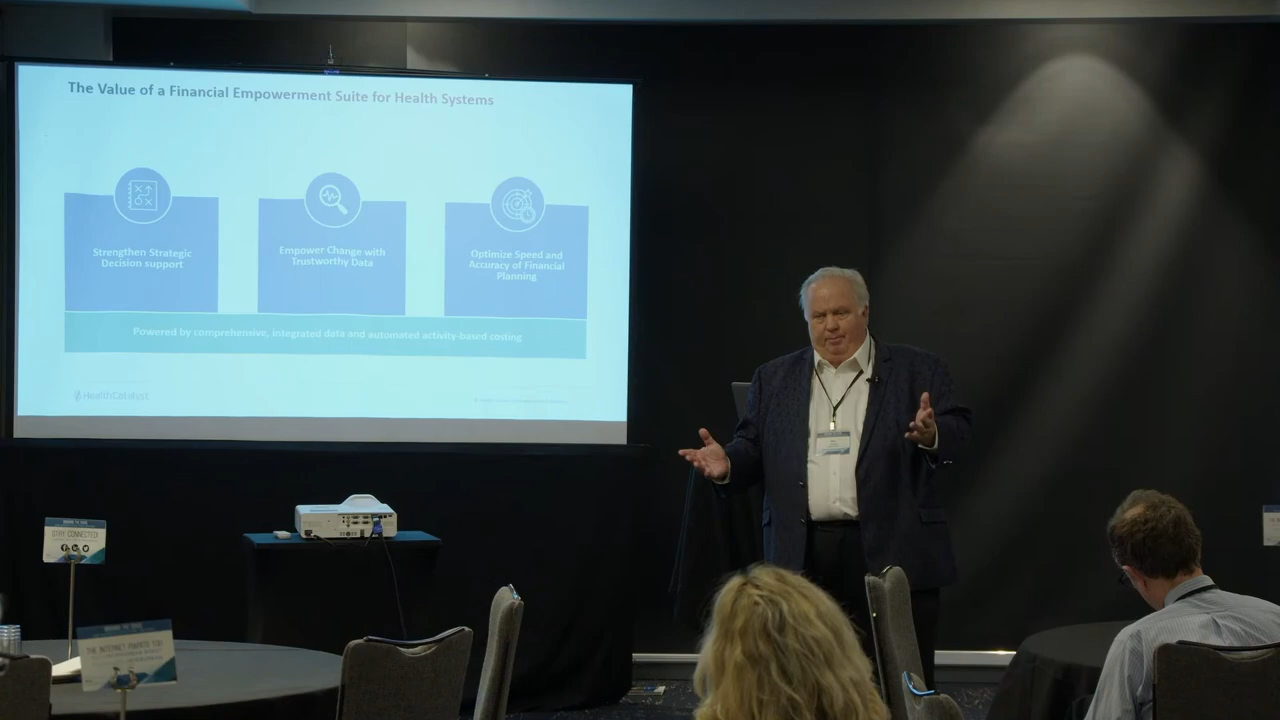 The Value of a Financial Empowerment Suite for Health Systems
Strengthen Strategic
Decision support
Empower Change with
Trustworthy Data
Optimize Speed and
Accuracy of Financial
Planning
Powered by comprehensive, integrated data and automated activity-based costing
HealthCatalyst
STAY CONNECTED!